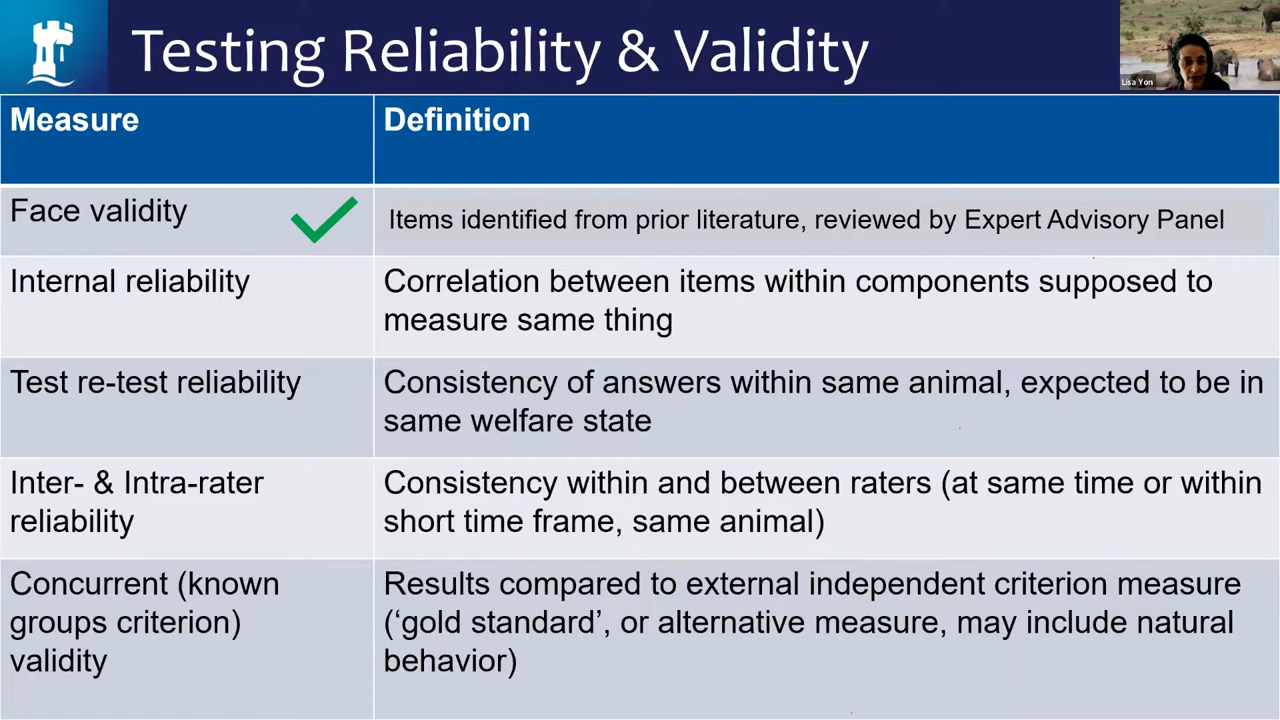 Testing Reliability & Validity
Lisa Yon
Measure
Definition
Face validity
Items identified from prior literature, reviewed by Expert Advisory Panel
Internal reliability
Correlation between items within components supposed to
measure same thing
Test re-test reliability
Consistency of answers within same animal, expected to be in
same welfare state
Inter- & Intra-rater
reliability
Consistency within and between raters (at same time or within
short time frame, same animal)
Concurrent (known
groups criterion)
validity
Results compared to external independent criterion measure
(‘gold standard’, or alternative measure, may include natural
behavior)